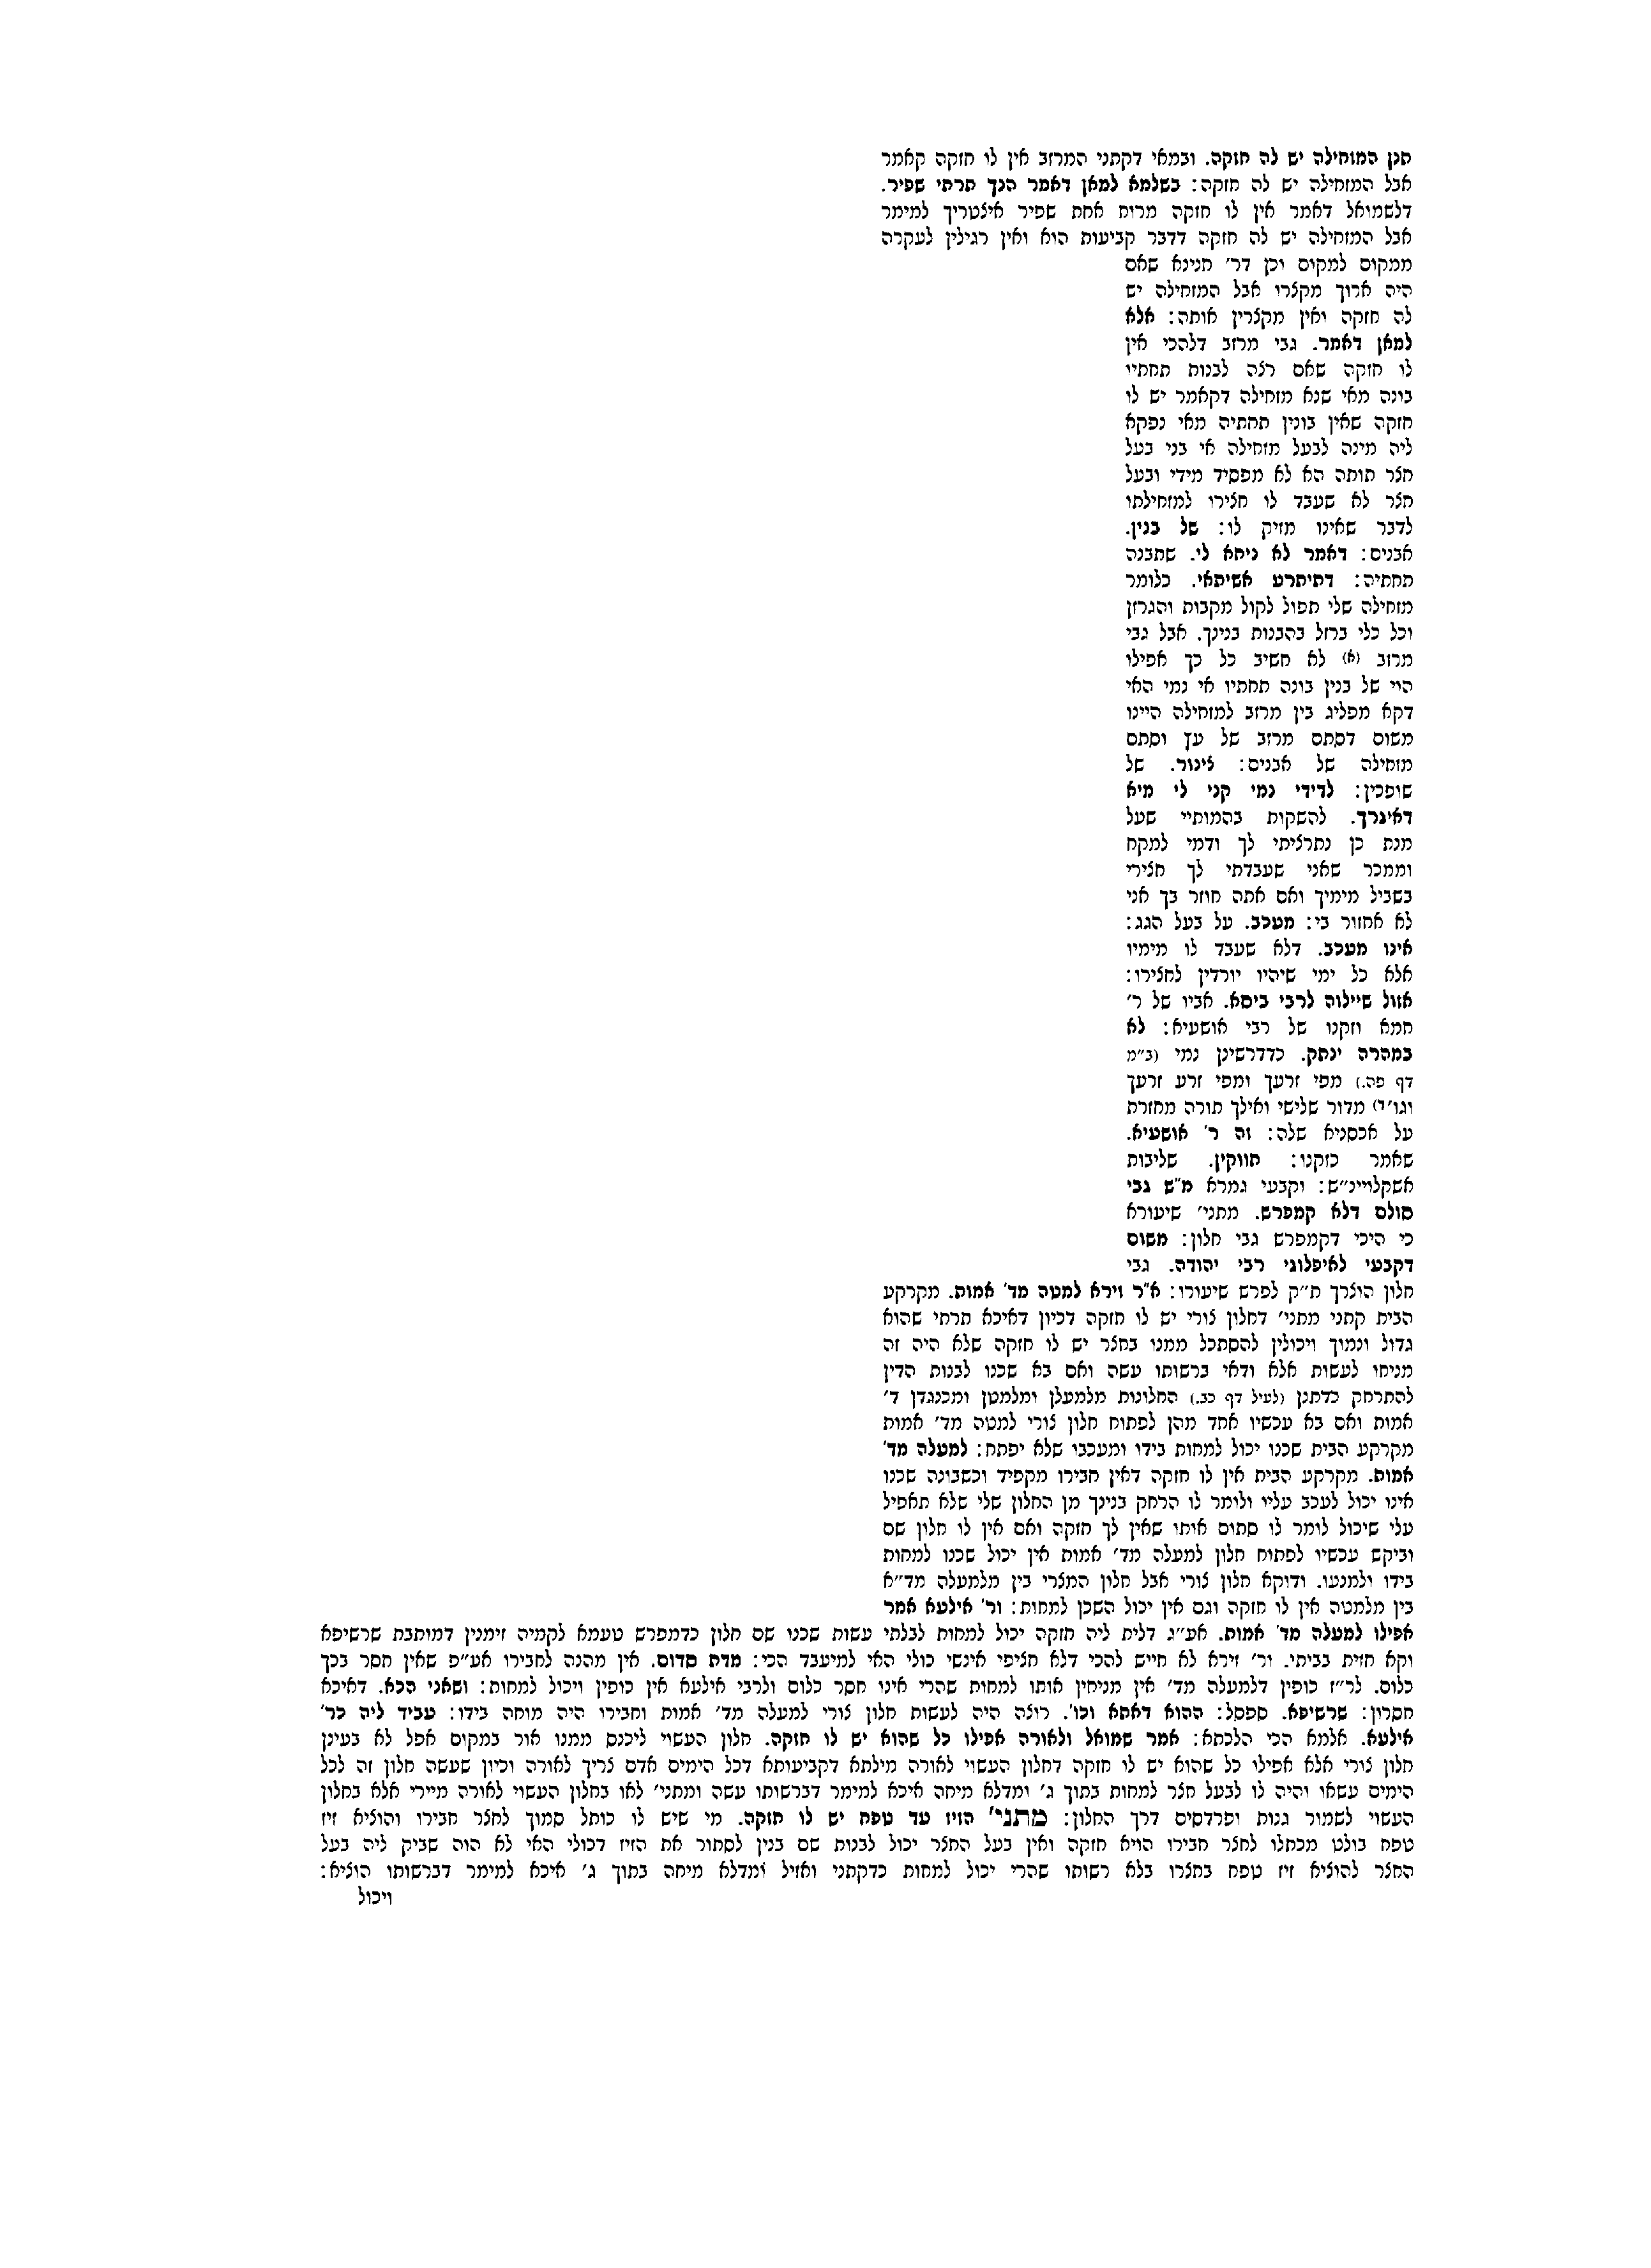 תנן המזחילה יש לה חזקה. ובמאי דקתני המרזב אין לו חזקה קאמר
אבל המזחילה יש לה חזקה: בשלמא למאן דאמר הנך תרתי שפיר.
דלשמואל דאמר אין לו חזקה מרוח אחת שפיר איצטריך למימר
אבל המזחילה יש לה חזקה דדבר קביעות הוא ואין רגילין לעקרה
ממקום למקום וכן דר׳ חנינא שאם
היה ארוך מקצרו אבל המזחילה יש
לה חזקה ואין מקצרין אותה: אלא
למאן דאמר. גבי מרזב דלהכי אין
לו חזקה שאם רצה לבנות תחתיו
בונה מאי שנא מזחילה דקאמר יש לו
חזקה שאין בונין תחתיה מאי נפקא
ליה מינה לבעל מזחילה אי בני בעל
חצר תותה הא לא מפסיד מידי ובעל
חצר לא שעבד לו חצירו למזחילתו
לדבר שאינו מזיק לו: של בנין.
אבנים: דאמר לא ניחא לי. שתבנה
תחתיה: דתיתרע אשיתאי. כלומר
מזחילה שלי תפול לקול מקבות והגרזן
וכל כלי ברזל בהבנות בנינך. אבל גבי
מרזב (א) לא חשיב כל כך אפילו
הוי של בנין בונה תחתיו אי נמי האי
דקא מפליג בין מרזב למזחילה היינו
משום דסתם מרזב של עץ וסתם
מזחילה של אבנים: צינור. של
שופכין: לדידי נמי קני לי מיא
דאיגרך. להשקות בהמותיי שעל
מנת כן נתרציתי לך ודמי למקח
וממכר שאני שעבדתי לך חצירי
בשביל מימיך ואם אתה חוזר בך אני
לא אחזור בי: מעכב. על בעל הגג:
אינו מעכב. דלא שעבד לו מימיו
אלא כל ימי שיהיו יורדין לחצירו:
אזול שיילוה לרבי ביסא. אביו של ר׳
חמא וזקנו של רבי אושעיא: לא
במהרה ינתק. כדדרשינן נמי (ב״מ
דף פה.) מפי זרעך ומפי זרע זרעך
וגו׳ד) מדור שלישי ואילך תורה מחזרת
על אכסניא שלה: זה ר׳ אושעיא.
שאמר כזקנו: חווקין. שליבות
אשקלויינ״ש: וקבעי גמרא מ״ש גבי
סולם דלא קמפרש. מתני׳ שיעורא
כי היכי דקמפרש גבי חלון: משום
דקבעי לאיפלוגי רבי יהודה. גבי
חלון הוצרך ת״ק לפרש שיעורו: א״ר זירא למטה מד׳ אמות. מקרקע
הבית קתני מתני׳ דחלון צורי יש לו חזקה דכיון דאיכא תרתי שהוא
גדול ונמוך ויכולין להסתכל ממנו בחצר יש לו חזקה שלא היה זה
מניחו לעשות אלא ודאי ברשותו עשה ואם בא שכנו לבנות הדין
להתרחק כדתנן (לעיל דף כב.) החלונות מלמעלן ומלמטן ומכנגדן ד׳
אמות ואם בא עכשיו אחד מהן לפתוח חלון צורי למטה מד׳ אמות
מקרקע הבית שכנו יכול למחות בידו ומעכבו שלא יפתח: למעלה מד׳
אמות. מקרקע הבית אין לו חזקה דאין חבירו מקפיד וכשבונה שכנו
אינו יכול לעכב עליו ולומר לו הרחק בנינך מן החלון שלי שלא תאפיל
עלי שיכול לומר לו סתום אותו שאין לך חזקה ואם אין לו חלון שם
וביקש עכשיו לפתוח חלון למעלה מד׳ אמות אין יכול שכנו למחות
בידו ולמנעו. ודוקא חלון צורי אבל חלון המצרי בין מלמעלה מד״א
בין מלמטה אין לו חזקה וגם אין יכול השכן למחות: ור׳ אילעא אמר
אפילו למעלה מד׳ אמות. אע״ג דלית ליה חזקה יכול למחות לבלתי עשות שכנו שם חלון כדמפרש טעמא לקמיה זימנין דמותבת שרשיפא
וקא חזית בביתי. ור׳ זירא לא חייש להכי דלא חציפי אינשי כולי האי למיעבד הכי: מדת סדום. אין מהנה לחבירו אע״פ שאין חסר בכך
כלום. לר״ז כופין דלמעלה מד׳ אין מניחין אותו למחות שהרי אינו חסר כלום ולרבי אילעא אין כופין ויכול למחות: ושאני הכא. דאיכא
חסרון: שרשיפא. ספסל: ההוא דאתא וכו׳. רוצה היה לעשות חלון צורי למעלה מד׳ אמות וחבירו היה מוחה בידו: עביד ליה כר׳
אילעא. אלמא הכי הלכתא: אמר שמואל ולאורה אפילו כל שהוא יש לו חזקה. חלון העשוי ליכנס ממנו אור במקום אפל לא בעינן
חלון צורי אלא אפילו כל שהוא יש לו חזקה דחלון העשוי לאורה מילתא דקביעותא דכל הימים אדם צריך לאורה וכיון שעשה חלון זה לכל
הימים עשאו והיה לו לבעל חצר למחות בתוך ג׳ ומדלא מיחה איכא למימר דברשותו עשה ומתני׳ לאו בחלון העשוי לאורה מיירי אלא בחלון
העשוי לשמור גנות ופרדסים דרך החלון: מתני׳ הזיז עד טפח יש לו חזקה. מי שיש לו כותל סמוך לחצר חבירו והוציא זיז
טפח בולט מכתלו לחצר חבירו הויא חזקה ואין בעל החצר יכול לבנות שם בנין לסתור את הזיז דכולי האי לא הוה שביק ליה בעל
החצר להוציא זיז טפח בחצרו בלא רשותו שהרי יכול למחות כדקתני ואזיל ומדלא מיחה בתוך ג׳ איכא למימר דברשותו הוציא:
ויכול